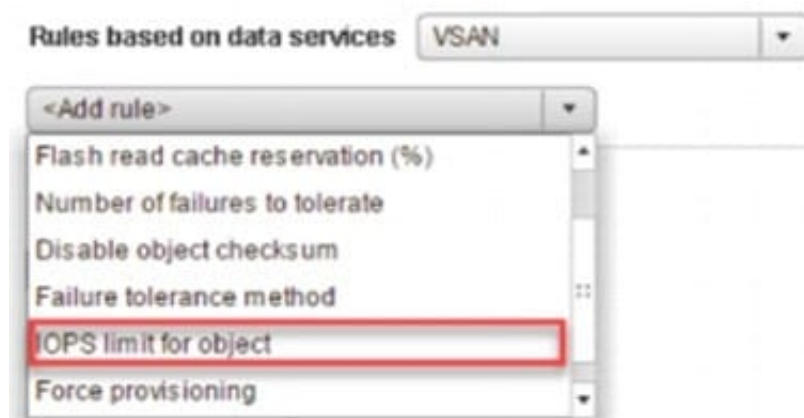 Rules based on data services VSAN
<Add rule>
Flash read cache reservation (%)
Number of failures to tolerate
Disable object checksum
Failure tolerance method
IOPS limit for object
Force provisioning